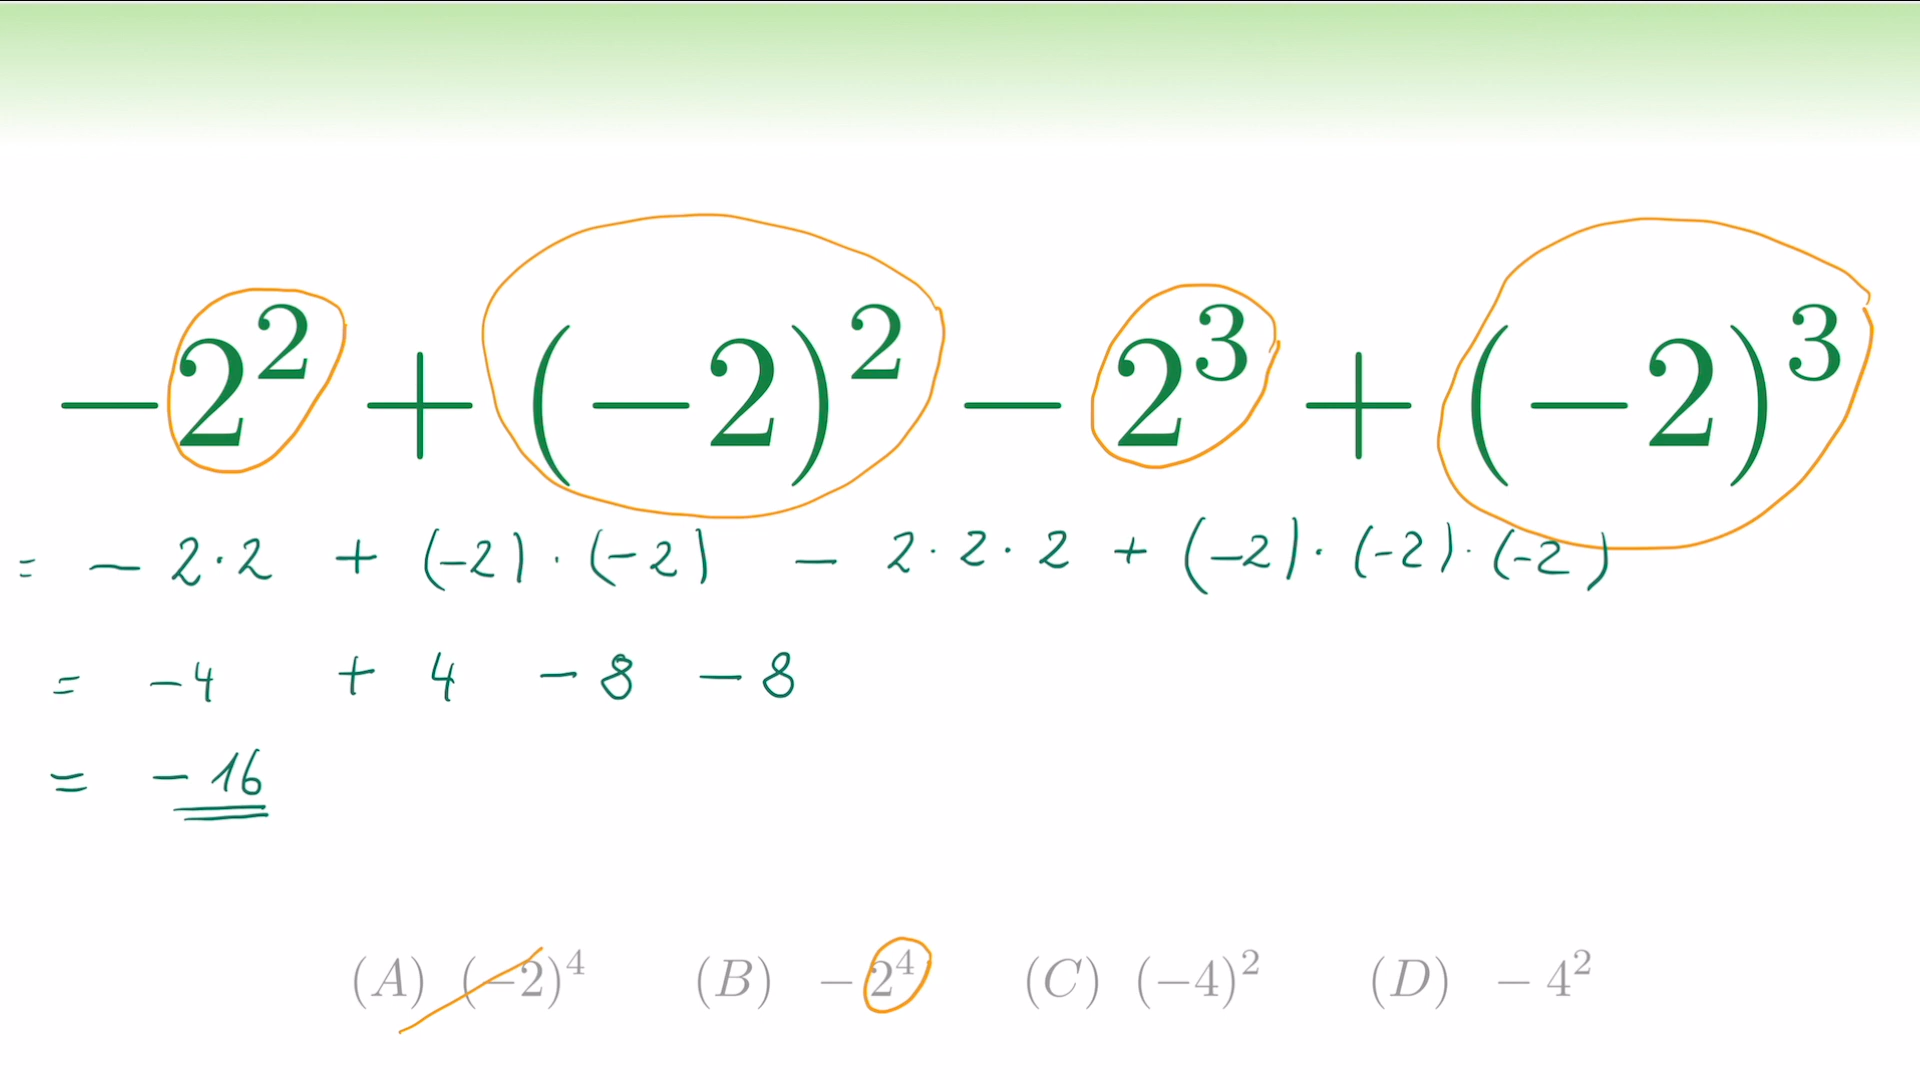 −2² + (−2)² − 2³ + (−2)³
= − 2·2 + (−2)·(−2) − 2·2·2 + (−2)·(−2)·(−2)
= −4 + 4 − 8 − 8
= −16
(A) (−2)⁴ (B) − 2⁴ (C) (−4)² (D) − 4²